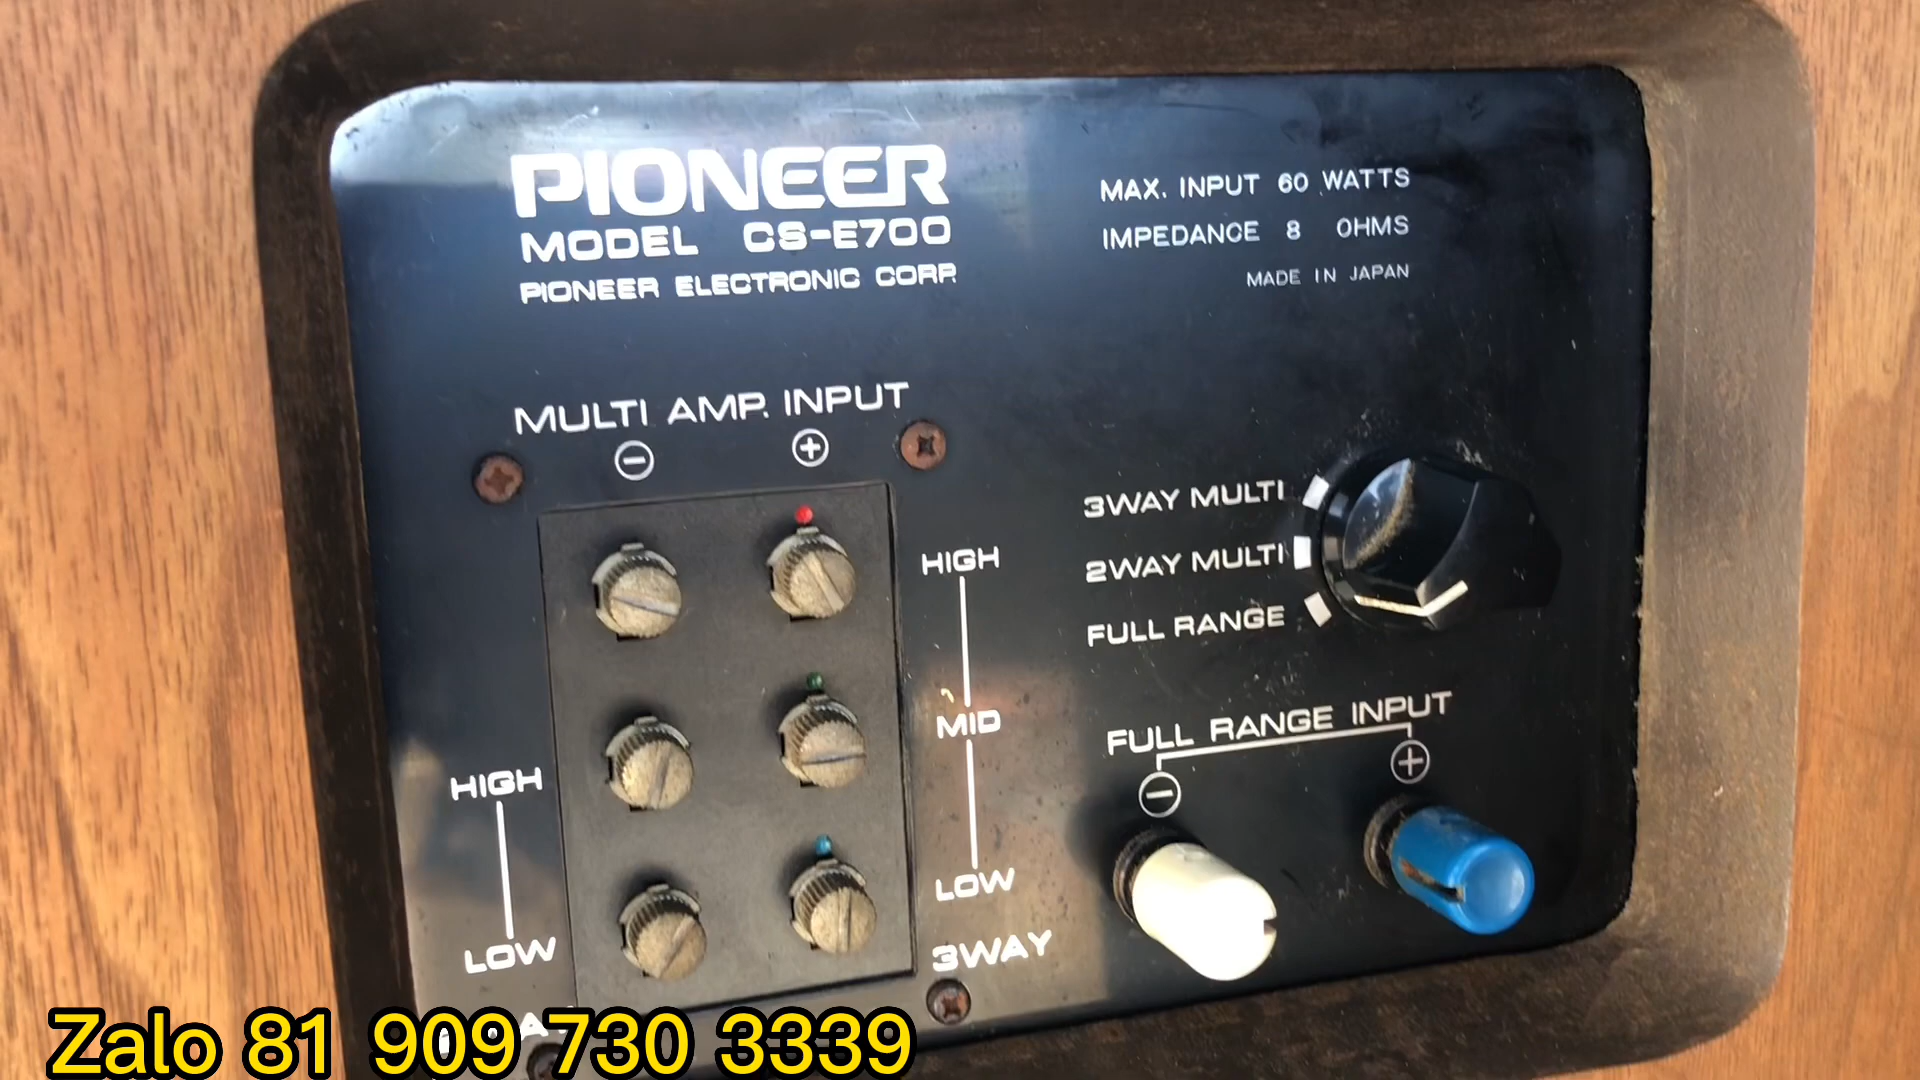 PIONEER
MODEL CS-E700
PIONEER ELECTRONIC CORP.
MAX. INPUT 60 WATTS
IMPEDANCE 8 OHMS
MADE IN JAPAN
MULTI AMP. INPUT
− +
HIGH
MID
LOW
3WAY
HIGH
LOW
3WAY MULTI
2WAY MULTI
FULL RANGE
FULL RANGE INPUT
− +
Zalo 81 909 730 3339